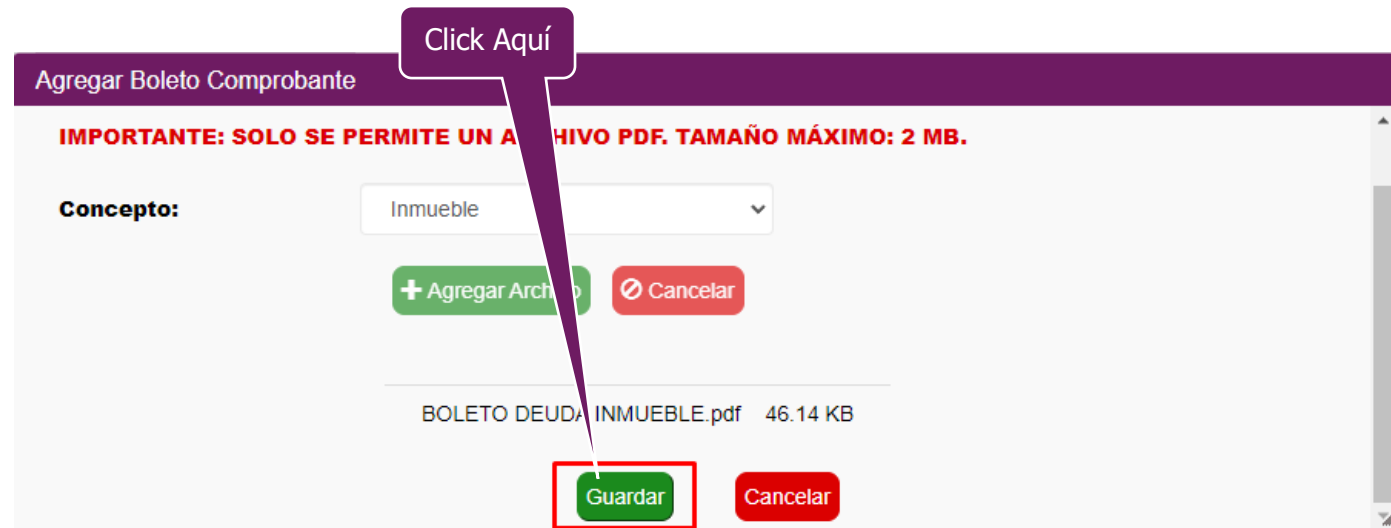 Click Aquí
Agregar Boleto Comprobante
IMPORTANTE: SOLO SE PERMITE UN A HIVO PDF. TAMAÑO MÁXIMO: 2 MB.
Concepto:
Inmueble
Agregar Arch o
Cancelar
BOLETO DEUDA INMUEBLE.pdf 46.14 KB
Guardar
Cancelar